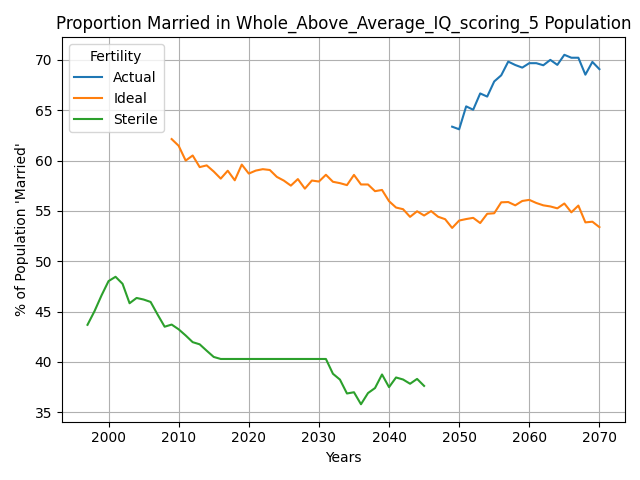 Proportion Married in Whole_Above_Average_IQ_scoring_5 Population
Fertility
Actual
Ideal
Sterile
% of Population 'Married'
70
65
60
55
50
45
40
35
2000
2010
2020
2030
2040
2050
2060
2070
Years